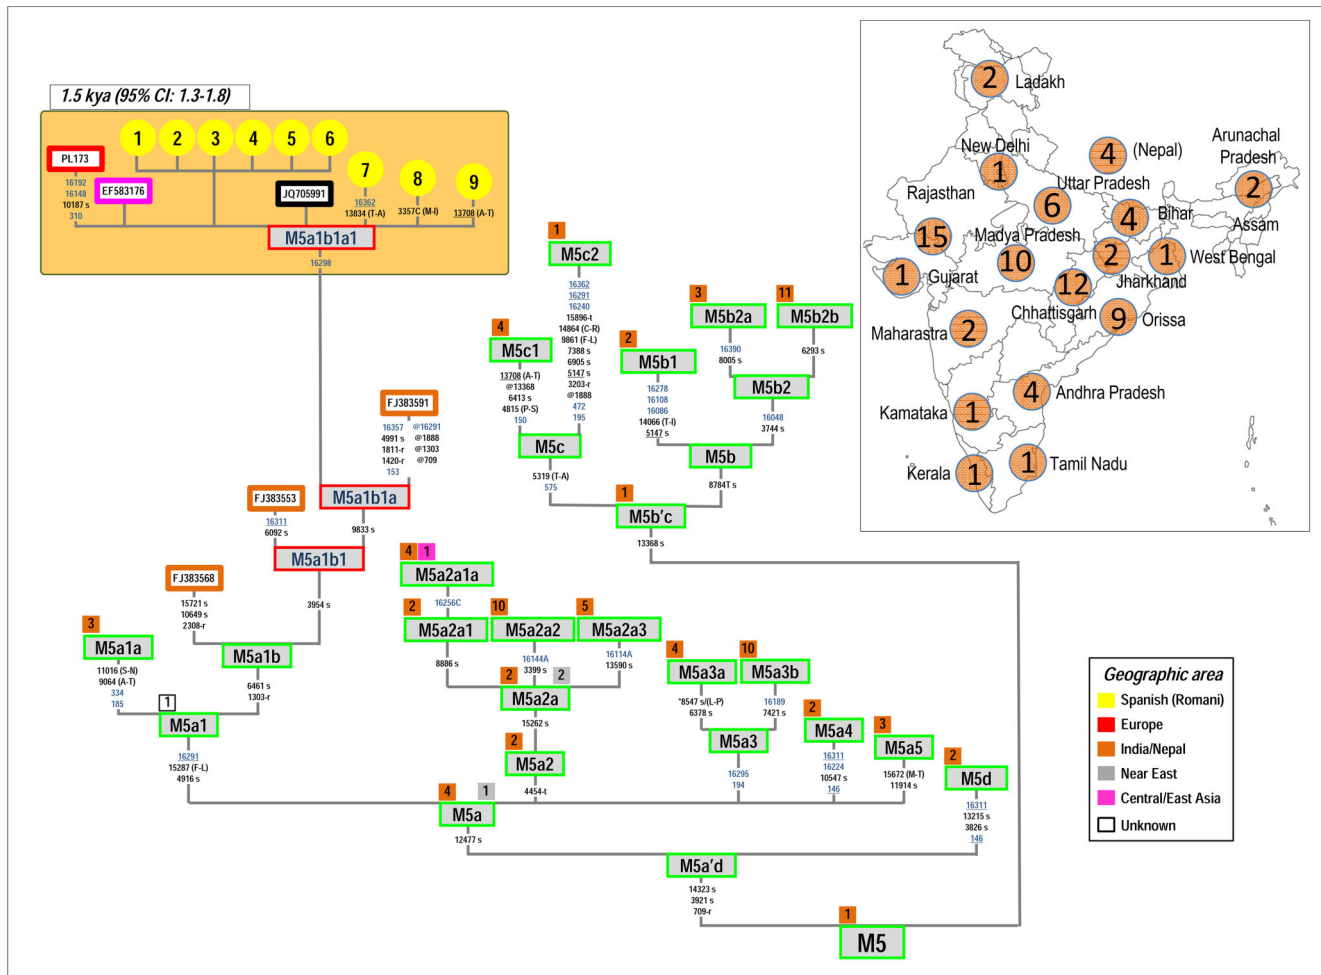 1.5 kya (95% CI: 1.3-1.8)
1
2
3
4
5
6
7
8
9
PL173
16192
16148
10187 s
310
EF583176
JQ705991
16362
13834 (T-A)
3357C (M-I)
13708 (A-T)
M5a1b1a1
16298
FJ383591
16357
4991 s
1811-r
1420-r
153
@16291
@1888
@1303
@709
M5a1b1a
9833 s
FJ383553
16311
6092 s
M5a1b1
3954 s
FJ383568
15721 s
10649 s
2308-r
M5a1b
6461 s
1303-r
3
M5a1a
11016 (S-N)
9064 (A-T)
334
185
1
M5a1
16291
15287 (F-L)
4916 s
1
M5c2
16362
16291
16240
15896-t
14864 (C-R)
9861 (F-L)
7388 s
6905 s
5147 s
3203-r
@1888
472
195
4
M5c1
13708 (A-T)
@13368
6413 s
4815 (P-S)
150
M5c
5319 (T-A)
575
2
M5b1
16278
16108
16086
14066 (T-I)
5147 s
3
M5b2a
16390
8005 s
11
M5b2b
6293 s
M5b2
16048
3744 s
M5b
8784T s
1
M5b'c
13368 s
4
1
M5a2a1a
16256C
2
M5a2a1
8886 s
10
M5a2a2
16144A
3399 s
5
M5a2a3
16114A
13590 s
2
2
M5a2a
15262 s
2
M5a2
4454-t
4
M5a3a
*8547 s/(L-P)
6378 s
10
M5a3b
16189
7421 s
M5a3
16295
194
2
M5a4
16311
16224
10547 s
146
3
M5a5
15672 (M-T)
11914 s
2
M5d
16311
13215 s
3826 s
146
4
1
M5a
12477 s
M5a'd
14323 s
3921 s
709-r
1
M5
2
Ladakh
New Delhi
1
4
(Nepal)
Arunachal
Pradesh
2
Rajasthan
15
Uttar Pradesh
6
4
Bihar
Assam
1
Gujarat
Madya Pradesh
10
2
Jharkhand
1
West Bengal
12
Chhattisgarh
9
Orissa
Maharastra
2
4
Andhra Pradesh
Kamataka
1
Kerala
1
1
Tamil Nadu
Geographic area
Spanish (Romani)
Europe
India/Nepal
Near East
Central/East Asia
Unknown